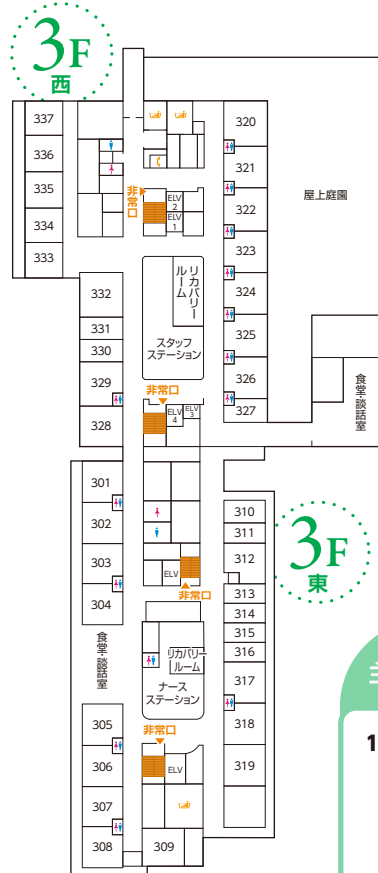 3F
西
337
336
335
334
333
332
331
330
329
328
非常口
ELV
2
ELV
1
リカバリー
ルーム
スタッフ
ステーション
非常口
ELV
4
ELV
3
320
321
322
323
324
325
326
327
屋上庭園
食堂・談話室
301
302
303
304
食堂・談話室
305
306
307
308
ELV
非常口
リカバリー
ルーム
ナース
ステーション
非常口
ELV
309
310
311
312
313
314
315
316
317
318
319
3F
東
1